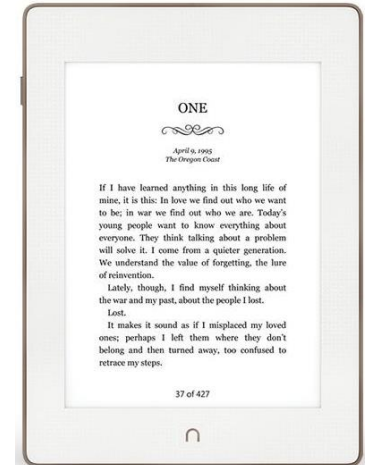 ONE
April 9, 1995
The Oregon Coast
If I have learned anything in this long life of
mine, it is this: In love we find out who we want
to be; in war we find out who we are. Today's
young people want to know everything about
everyone. They think talking about a problem
will solve it. I come from a quieter generation.
We understand the value of forgetting, the lure
of reinvention.
Lately, though, I find myself thinking about
the war and my past, about the people I lost.
Lost.
It makes it sound as if I misplaced my loved
ones; perhaps I left them where they don't
belong and then turned away, too confused to
retrace my steps.
37 of 427